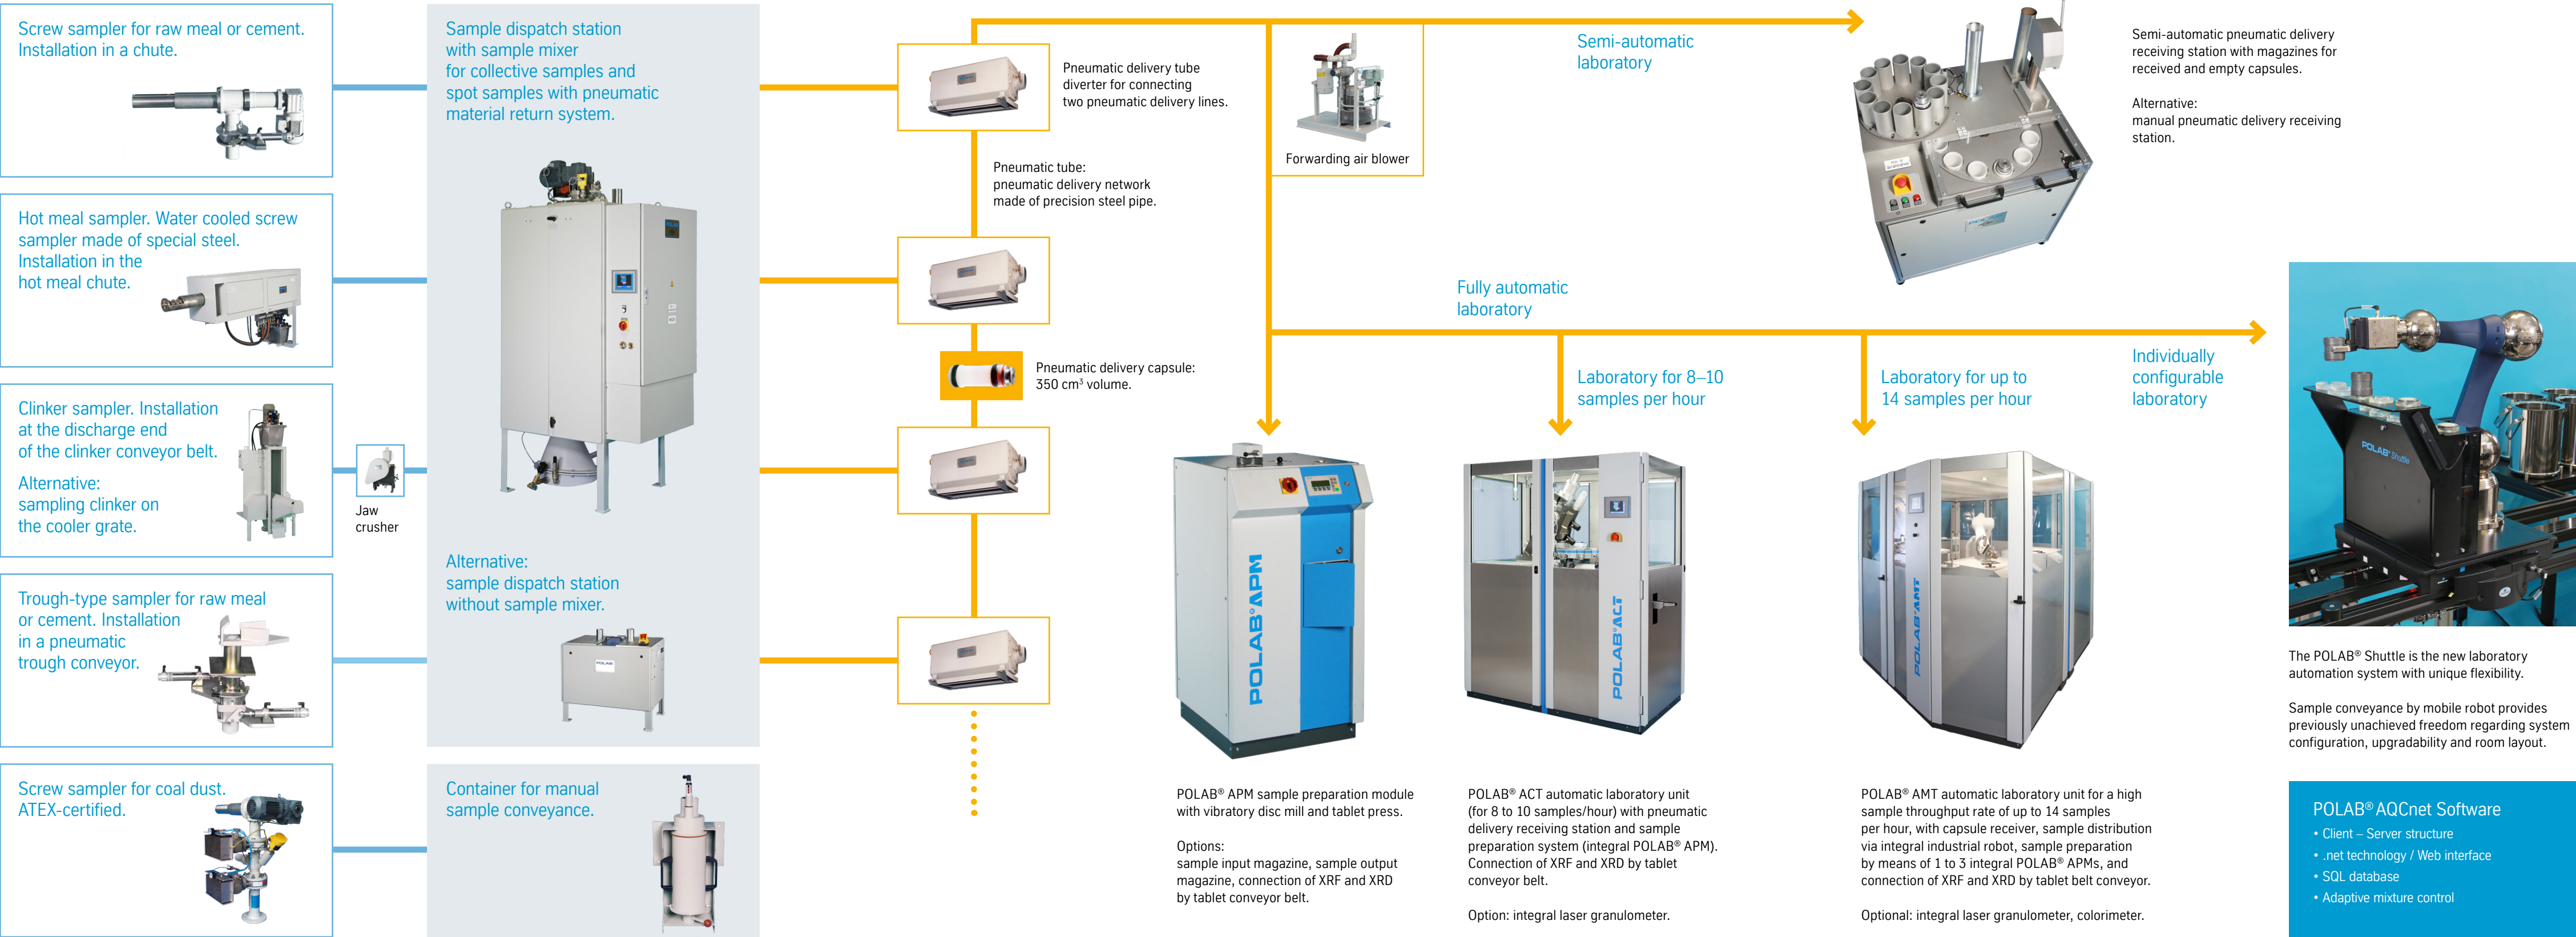 Screw sampler for raw meal or cement.
Installation in a chute.
Hot meal sampler. Water cooled screw
sampler made of special steel.
Installation in the
hot meal chute.
Clinker sampler. Installation
at the discharge end
of the clinker conveyor belt.
Alternative:
sampling clinker on
the cooler grate.
Jaw
crusher
Trough-type sampler for raw meal
or cement. Installation
in a pneumatic
trough conveyor.
Screw sampler for coal dust.
ATEX-certified.
Sample dispatch station
with sample mixer
for collective samples and
spot samples with pneumatic
material return system.
Alternative:
sample dispatch station
without sample mixer.
POLAB
Container for manual
sample conveyance.
Pneumatic delivery tube
diverter for connecting
two pneumatic delivery lines.
Pneumatic tube:
pneumatic delivery network
made of precision steel pipe.
Pneumatic delivery capsule:
350 cm³ volume.
Forwarding air blower
Semi-automatic
laboratory
Semi-automatic pneumatic delivery
receiving station with magazines for
received and empty capsules.
Alternative:
manual pneumatic delivery receiving
station.
Fully automatic
laboratory
Laboratory for 8–10
samples per hour
Laboratory for up to
14 samples per hour
Individually
configurable
laboratory
POLAB® APM
POLAB® ACT
POLAB® AMT
POLAB® Shuttle
POLAB® APM sample preparation module
with vibratory disc mill and tablet press.
Options:
sample input magazine, sample output
magazine, connection of XRF and XRD
by tablet conveyor belt.
POLAB® ACT automatic laboratory unit
(for 8 to 10 samples/hour) with pneumatic
delivery receiving station and sample
preparation system (integral POLAB® APM).
Connection of XRF and XRD by tablet
conveyor belt.
Option: integral laser granulometer.
POLAB® AMT automatic laboratory unit for a high
sample throughput rate of up to 14 samples
per hour, with capsule receiver, sample distribution
via integral industrial robot, sample preparation
by means of 1 to 3 integral POLAB® APMs, and
connection of XRF and XRD by tablet belt conveyor.
Optional: integral laser granulometer, colorimeter.
The POLAB® Shuttle is the new laboratory
automation system with unique flexibility.
Sample conveyance by mobile robot provides
previously unachieved freedom regarding system
configuration, upgradability and room layout.
POLAB® AQCnet Software
• Client – Server structure
• .net technology / Web interface
• SQL database
• Adaptive mixture control